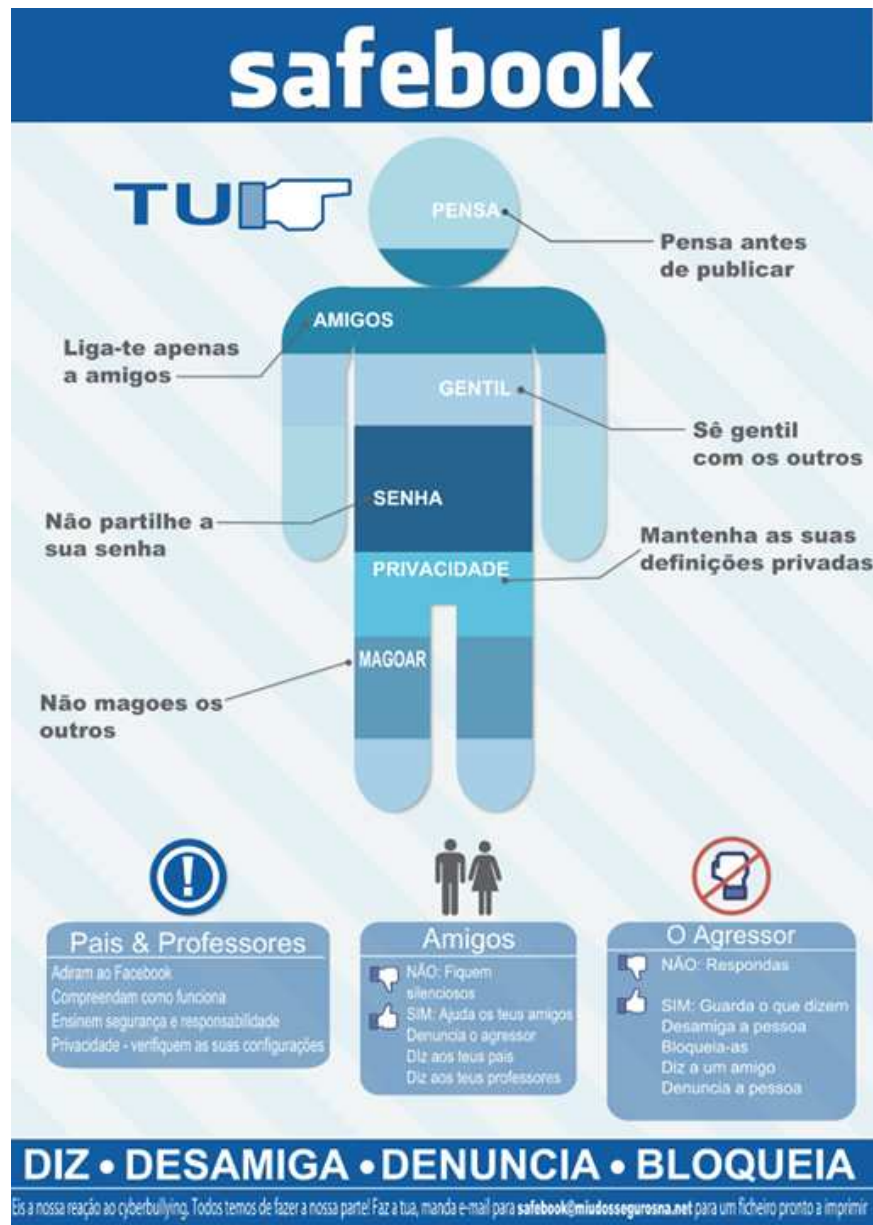 safebook
TU
PENSA
Pensa antes
de publicar
AMIGOS
Liga-te apenas
a amigos
GENTIL
Sê gentil
com os outros
SENHA
Não partilhe a
sua senha
PRIVACIDADE
Mantenha as suas
definições privadas
MAGOAR
Não magoes os
outros
Pais & Professores
Adiram ao Facebook
Compreendam como funciona
Ensinem segurança e responsabilidade
Privacidade - verifiquem as suas configurações
Amigos
NÃO: Fiquem
silenciosos
SIM: Ajuda os teus amigos
Denuncia o agressor
Diz aos teus pais
Diz aos teus professores
O Agressor
NÃO: Respondas
SIM: Guarda o que dizem
Desamiga a pessoa
Bloqueia-as
Diz a um amigo
Denuncia a pessoa
DIZ • DESAMIGA • DENUNCIA • BLOQUEIA
Eis a nossa reação ao cyberbullying. Todos temos de fazer a nossa parte! Faz a tua, manda e-mail para safebook@miudossegurosna.net para um ficheiro pronto a imprimir